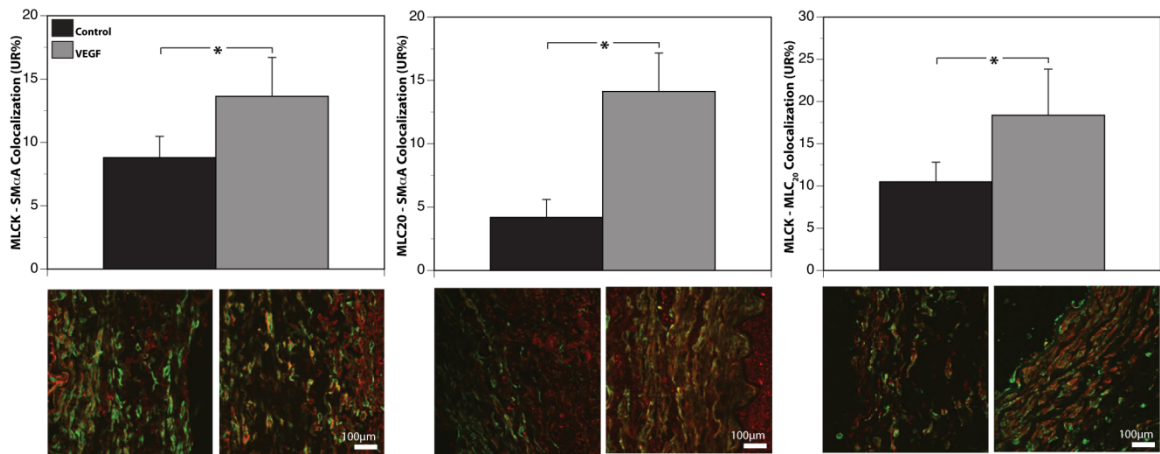 MLCK - SMαA Colocalization (UR%)
20
15
10
5
0
Control
VEGF
*
100µm
MLC20 - SMαA Colocalization (UR%)
20
15
10
5
0
*
100µm
MLCK - MLC₂₀ Colocalization (UR%)
30
25
20
15
10
5
0
*
100µm